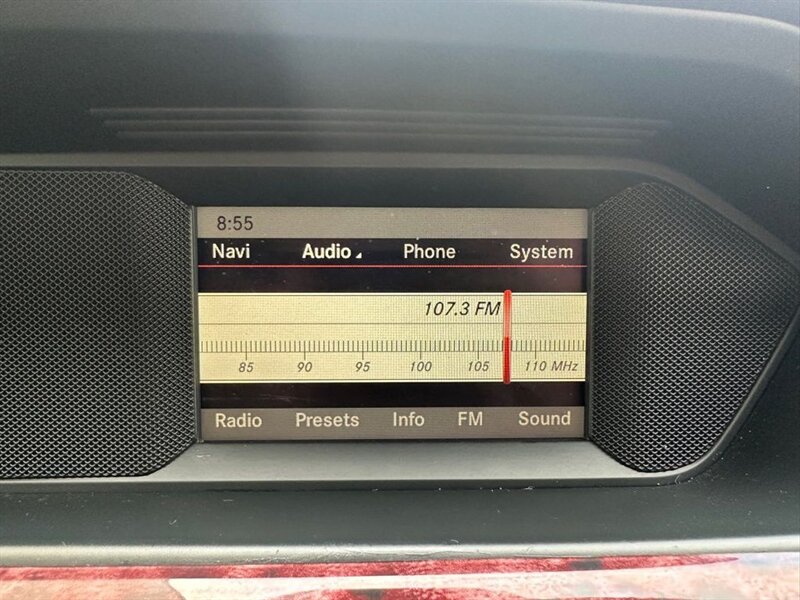 8:55
Navi Audio Phone System
107.3 FM
85 90 95 100 105 110 MHz
Radio Presets Info FM Sound